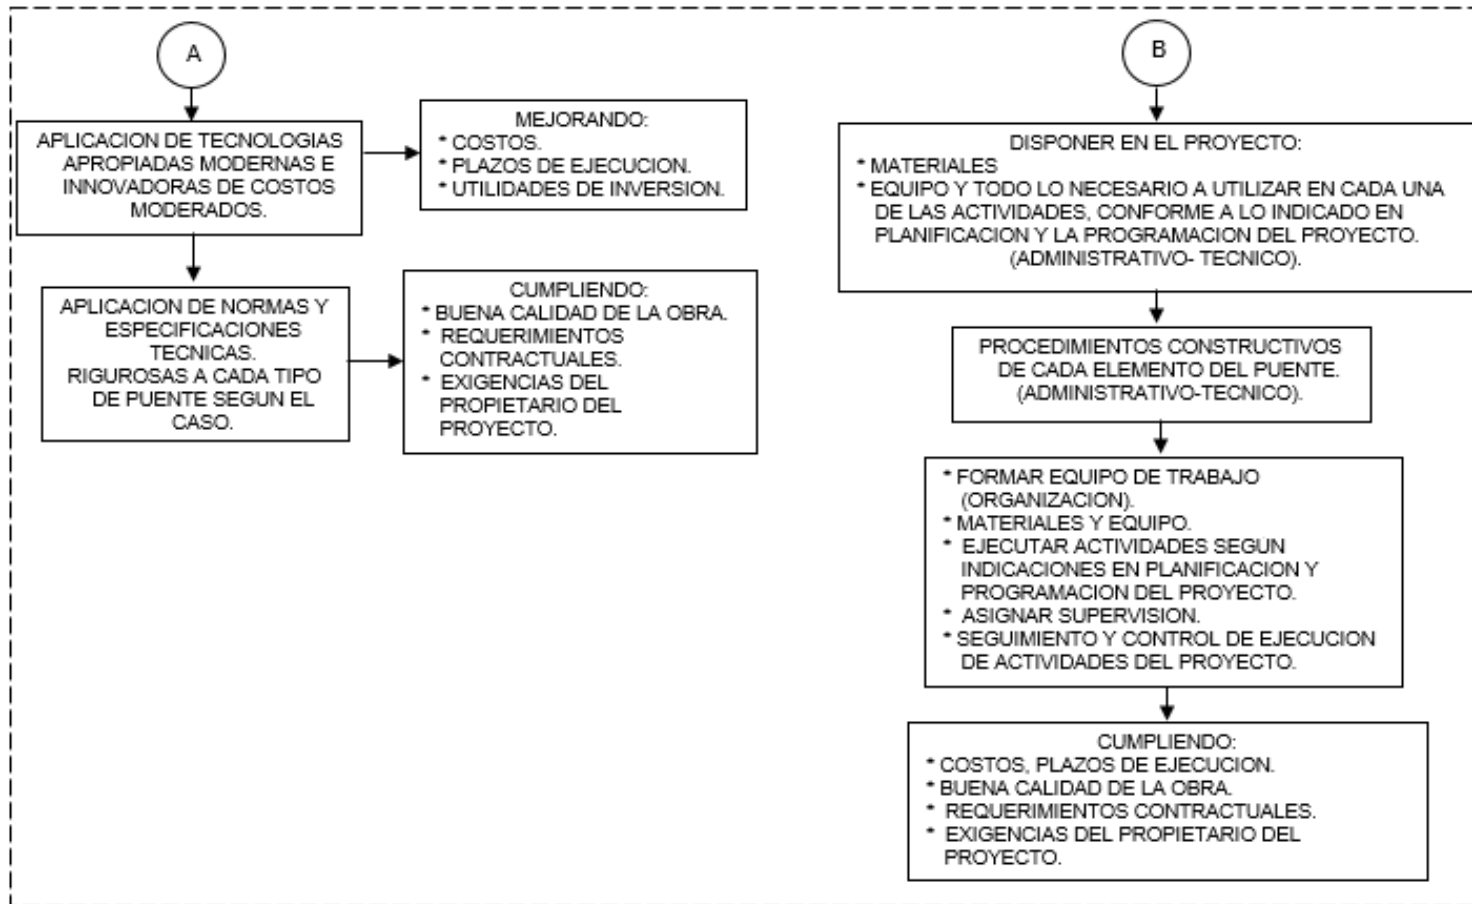 A
APLICACION DE TECNOLOGIAS
APROPIADAS MODERNAS E
INNOVADORAS DE COSTOS
MODERADOS.
MEJORANDO:
* COSTOS.
* PLAZOS DE EJECUCION.
* UTILIDADES DE INVERSION.
APLICACION DE NORMAS Y
ESPECIFICACIONES
TECNICAS.
RIGUROSAS A CADA TIPO
DE PUENTE SEGUN EL
CASO.
CUMPLIENDO:
* BUENA CALIDAD DE LA OBRA.
* REQUERIMIENTOS
CONTRACTUALES.
* EXIGENCIAS DEL
PROPIETARIO DEL
PROYECTO.
B
DISPONER EN EL PROYECTO:
* MATERIALES
* EQUIPO Y TODO LO NECESARIO A UTILIZAR EN CADA UNA
DE LAS ACTIVIDADES, CONFORME A LO INDICADO EN
PLANIFICACION Y LA PROGRAMACION DEL PROYECTO.
(ADMINISTRATIVO- TECNICO).
PROCEDIMIENTOS CONSTRUCTIVOS
DE CADA ELEMENTO DEL PUENTE.
(ADMINISTRATIVO-TECNICO).
* FORMAR EQUIPO DE TRABAJO
(ORGANIZACION).
* MATERIALES Y EQUIPO.
* EJECUTAR ACTIVIDADES SEGUN
INDICACIONES EN PLANIFICACION Y
PROGRAMACION DEL PROYECTO.
* ASIGNAR SUPERVISION.
* SEGUIMIENTO Y CONTROL DE EJECUCION
DE ACTIVIDADES DEL PROYECTO.
CUMPLIENDO:
* COSTOS, PLAZOS DE EJECUCION.
* BUENA CALIDAD DE LA OBRA.
* REQUERIMIENTOS CONTRACTUALES.
* EXIGENCIAS DEL PROPIETARIO DEL
PROYECTO.